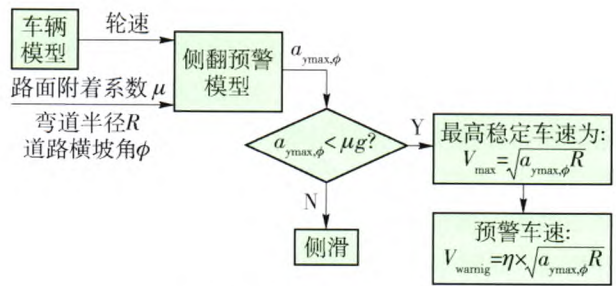 车辆
模型
轮速
路面附着系数 μ
弯道半径R
道路横坡角ϕ
侧翻预警
模型
a_ymax,ϕ
a_ymax,ϕ<μg?
Y
N
侧滑
最高稳定车速为:
V_max=√a_ymax,ϕR
预警车速:
V_warnig=η×√a_ymax,ϕR